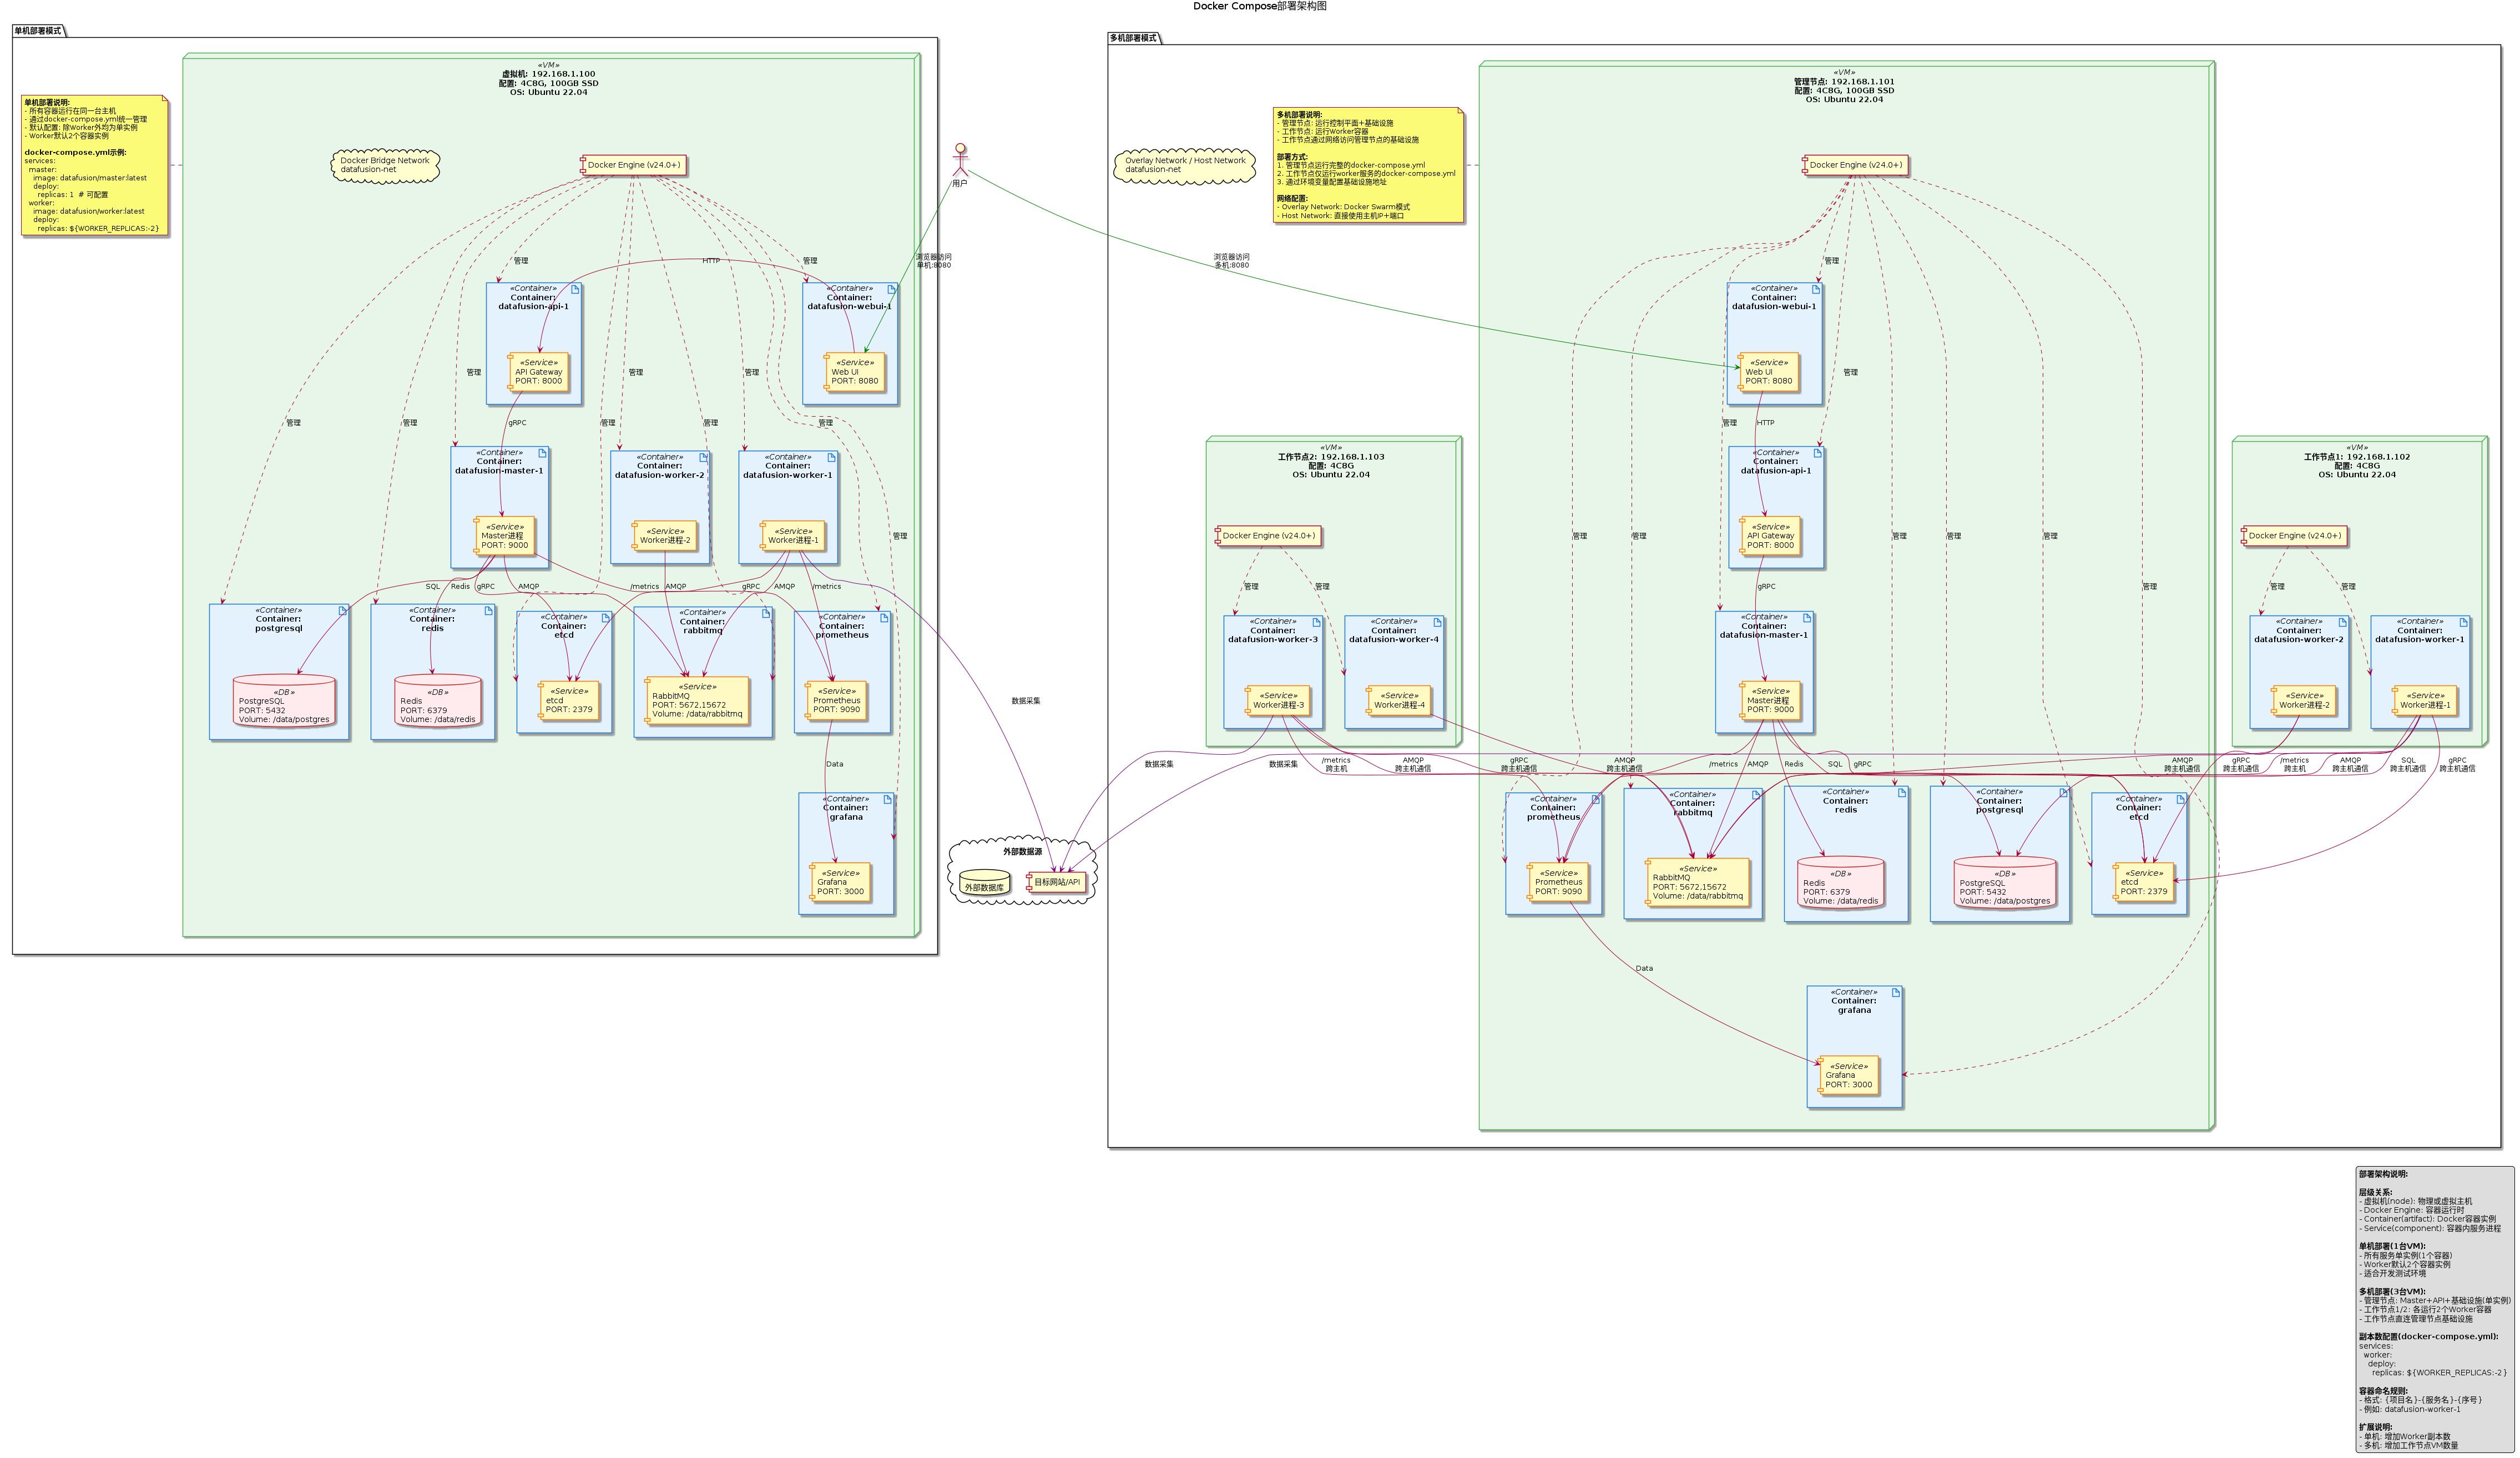 Docker Compose部署架构图
单机部署模式
«VM»
虚拟机: 192.168.1.100
配置: 4C8G, 100GB SSD
OS: Ubuntu 22.04
单机部署说明:
- 所有容器运行在同一台主机
- 通过docker-compose.yml统一管理
- 默认配置: 除Worker外均为单实例
- Worker默认2个容器实例
docker-compose.yml示例:
services:
master:
image: datafusion/master:latest
deploy:
replicas: 1  # 可配置
worker:
image: datafusion/worker:latest
deploy:
replicas: ${WORKER_REPLICAS:-2}
Docker Bridge Network
datafusion-net
Docker Engine (v24.0+)
管理
HTTP
管理
«Container»
Container:
datafusion-api-1
«Service»
API Gateway
PORT: 8000
«Container»
Container:
datafusion-webui-1
«Service»
Web UI
PORT: 8080
管理
管理
管理
管理
管理
gRPC
管理
管理
管理
«Container»
Container:
datafusion-master-1
«Service»
Master进程
PORT: 9000
«Container»
Container:
datafusion-worker-2
«Service»
Worker进程-2
«Container»
Container:
datafusion-worker-1
«Service»
Worker进程-1
管理
SQL
Redis
gRPC
AMQP
/metrics
AMQP
gRPC
AMQP
/metrics
«Container»
Container:
postgresql
«DB»
PostgreSQL
PORT: 5432
Volume: /data/postgres
«Container»
Container:
redis
«DB»
Redis
PORT: 6379
Volume: /data/redis
«Container»
Container:
etcd
«Service»
etcd
PORT: 2379
«Container»
Container:
rabbitmq
«Service»
RabbitMQ
PORT: 5672,15672
Volume: /data/rabbitmq
«Container»
Container:
prometheus
«Service»
Prometheus
PORT: 9090
Data
«Container»
Container:
grafana
«Service»
Grafana
PORT: 3000
用户
浏览器访问
单机:8080
浏览器访问
多机:8080
数据采集
外部数据源
外部数据库
目标网站/API
多机部署模式
Overlay Network / Host Network
datafusion-net
多机部署说明:
- 管理节点: 运行控制平面+基础设施
- 工作节点: 运行Worker容器
- 工作节点通过网络访问管理节点的基础设施
部署方式:
1. 管理节点运行完整的docker-compose.yml
2. 工作节点仅运行worker服务的docker-compose.yml
3. 通过环境变量配置基础设施地址
网络配置:
- Overlay Network: Docker Swarm模式
- Host Network: 直接使用主机IP+端口
«VM»
管理节点: 192.168.1.101
配置: 4C8G, 100GB SSD
OS: Ubuntu 22.04
Docker Engine (v24.0+)
管理
«Container»
Container:
datafusion-webui-1
«Service»
Web UI
PORT: 8080
管理
管理
HTTP
«Container»
Container:
datafusion-api-1
«Service»
API Gateway
PORT: 8000
管理
管理
管理
管理
管理
管理
gRPC
«Container»
Container:
datafusion-master-1
«Service»
Master进程
PORT: 9000
«VM»
工作节点2: 192.168.1.103
配置: 4C8G
OS: Ubuntu 22.04
Docker Engine (v24.0+)
管理
管理
«Container»
Container:
datafusion-worker-3
«Service»
Worker进程-3
«Container»
Container:
datafusion-worker-4
«Service»
Worker进程-4
«VM»
工作节点1: 192.168.1.102
配置: 4C8G
OS: Ubuntu 22.04
Docker Engine (v24.0+)
管理
管理
«Container»
Container:
datafusion-worker-2
«Service»
Worker进程-2
«Container»
Container:
datafusion-worker-1
«Service»
Worker进程-1
数据采集
数据采集
/metrics
跨主机
AMQP
跨主机通信
gRPC
跨主机通信
AMQP
跨主机通信
/metrics
AMQP
Redis
SQL
gRPC
AMQP
跨主机通信
gRPC
跨主机通信
/metrics
跨主机
AMQP
跨主机通信
SQL
跨主机通信
gRPC
跨主机通信
«Container»
Container:
prometheus
«Service»
Prometheus
PORT: 9090
«Container»
Container:
rabbitmq
«Service»
RabbitMQ
PORT: 5672,15672
Volume: /data/rabbitmq
«Container»
Container:
redis
«DB»
Redis
PORT: 6379
Volume: /data/redis
«Container»
Container:
postgresql
«DB»
PostgreSQL
PORT: 5432
Volume: /data/postgres
«Container»
Container:
etcd
«Service»
etcd
PORT: 2379
Data
«Container»
Container:
grafana
«Service»
Grafana
PORT: 3000
部署架构说明:
层级关系:
- 虚拟机(node): 物理或虚拟主机
- Docker Engine: 容器运行时
- Container(artifact): Docker容器实例
- Service(component): 容器内服务进程
单机部署(1台VM):
- 所有服务单实例(1个容器)
- Worker默认2个容器实例
- 适合开发测试环境
多机部署(3台VM):
- 管理节点: Master+API+基础设施(单实例)
- 工作节点1/2: 各运行2个Worker容器
- 工作节点直连管理节点基础设施
副本数配置(docker-compose.yml):
services:
worker:
deploy:
replicas: ${WORKER_REPLICAS:-2}
容器命名规则:
- 格式: {项目名}-{服务名}-{序号}
- 例如: datafusion-worker-1
扩展说明:
- 单机: 增加Worker副本数
- 多机: 增加工作节点VM数量